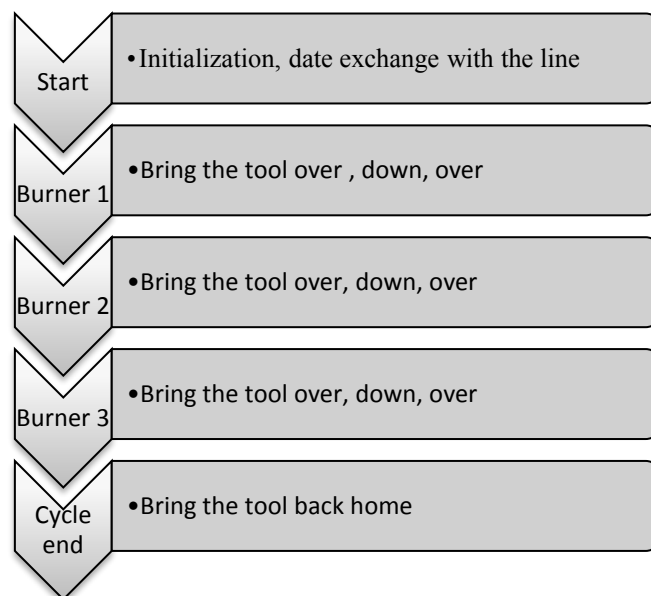 Start
•Initialization, date exchange with the line
Burner 1
•Bring the tool over , down, over
Burner 2
•Bring the tool over, down, over
Burner 3
•Bring the tool over, down, over
Cycle
end
•Bring the tool back home